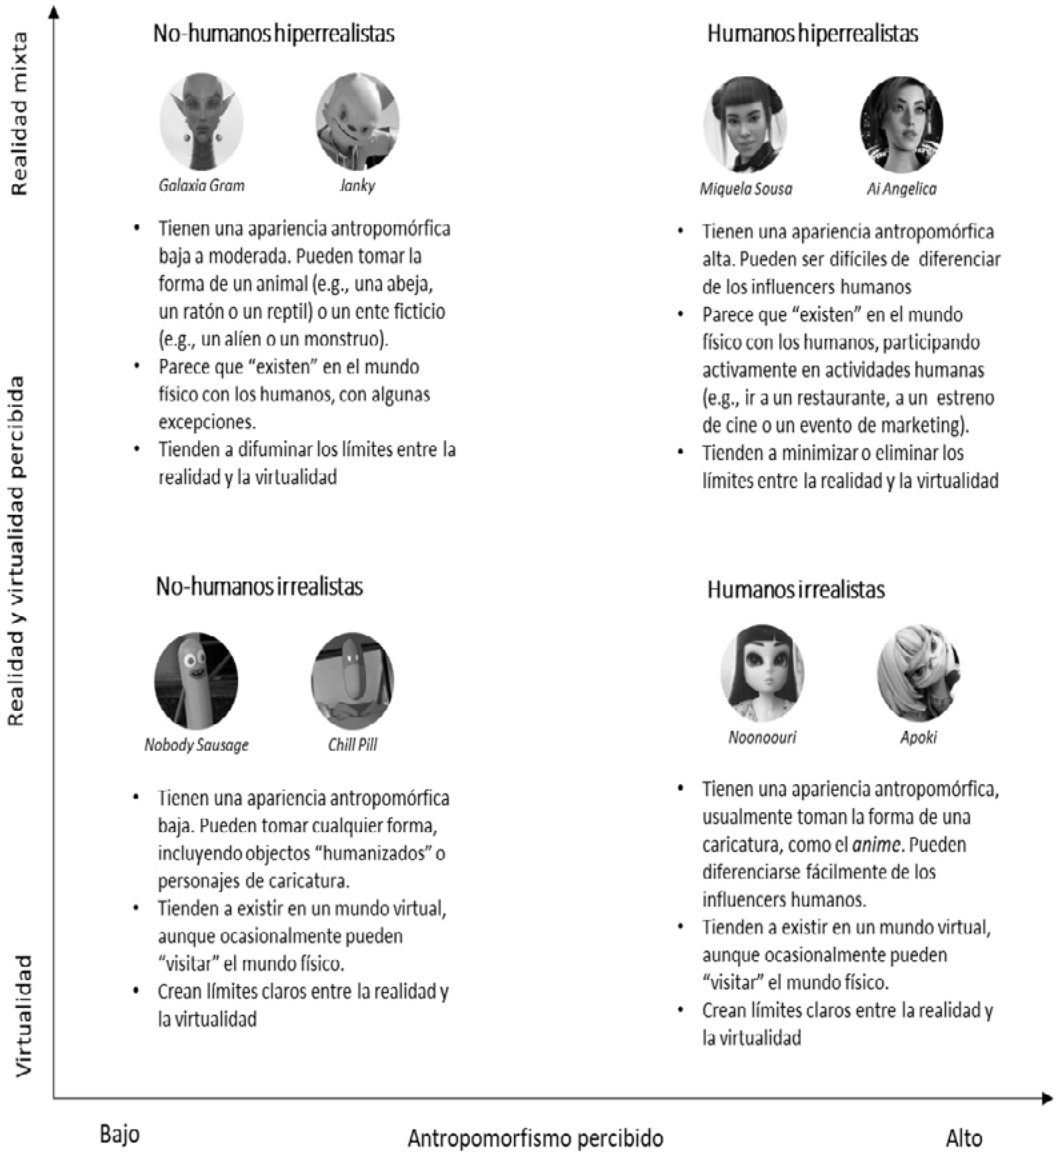 Realidad mixta
Realidad y virtualidad percibida
Virtualidad
No-humanos hiperrealistas
Galaxia Gram
Janky
• Tienen una apariencia antropomórfica
baja a moderada. Pueden tomar la
forma de un animal (e.g., una abeja,
un ratón o un reptil) o un ente ficticio
(e.g., un alíen o un monstruo).
• Parece que “existen” en el mundo
físico con los humanos, con algunas
excepciones.
• Tienden a difuminar los límites entre la
realidad y la virtualidad
Humanos hiperrealistas
Miquela Sousa
Ai Angelica
• Tienen una apariencia antropomórfica
alta. Pueden ser difíciles de diferenciar
de los influencers humanos
• Parece que “existen” en el mundo
físico con los humanos, participando
activamente en actividades humanas
(e.g., ir a un restaurante, a un estreno
de cine o un evento de marketing).
• Tienden a minimizar o eliminar los
límites entre la realidad y la virtualidad
No-humanos irrealistas
Nobody Sausage
Chill Pill
• Tienen una apariencia antropomórfica
baja. Pueden tomar cualquier forma,
incluyendo objectos “humanizados” o
personajes de caricatura.
• Tienden a existir en un mundo virtual,
aunque ocasionalmente pueden
“visitar” el mundo físico.
• Crean límites claros entre la realidad y
la virtualidad
Humanos irrealistas
Noonoouri
Apoki
• Tienen una apariencia antropomórfica,
usualmente toman la forma de una
caricatura, como el anime. Pueden
diferenciarse fácilmente de los
influencers humanos.
• Tienden a existir en un mundo virtual,
aunque ocasionalmente pueden
“visitar” el mundo físico.
• Crean límites claros entre la realidad y
la virtualidad
Bajo
Antropomorfismo percibido
Alto